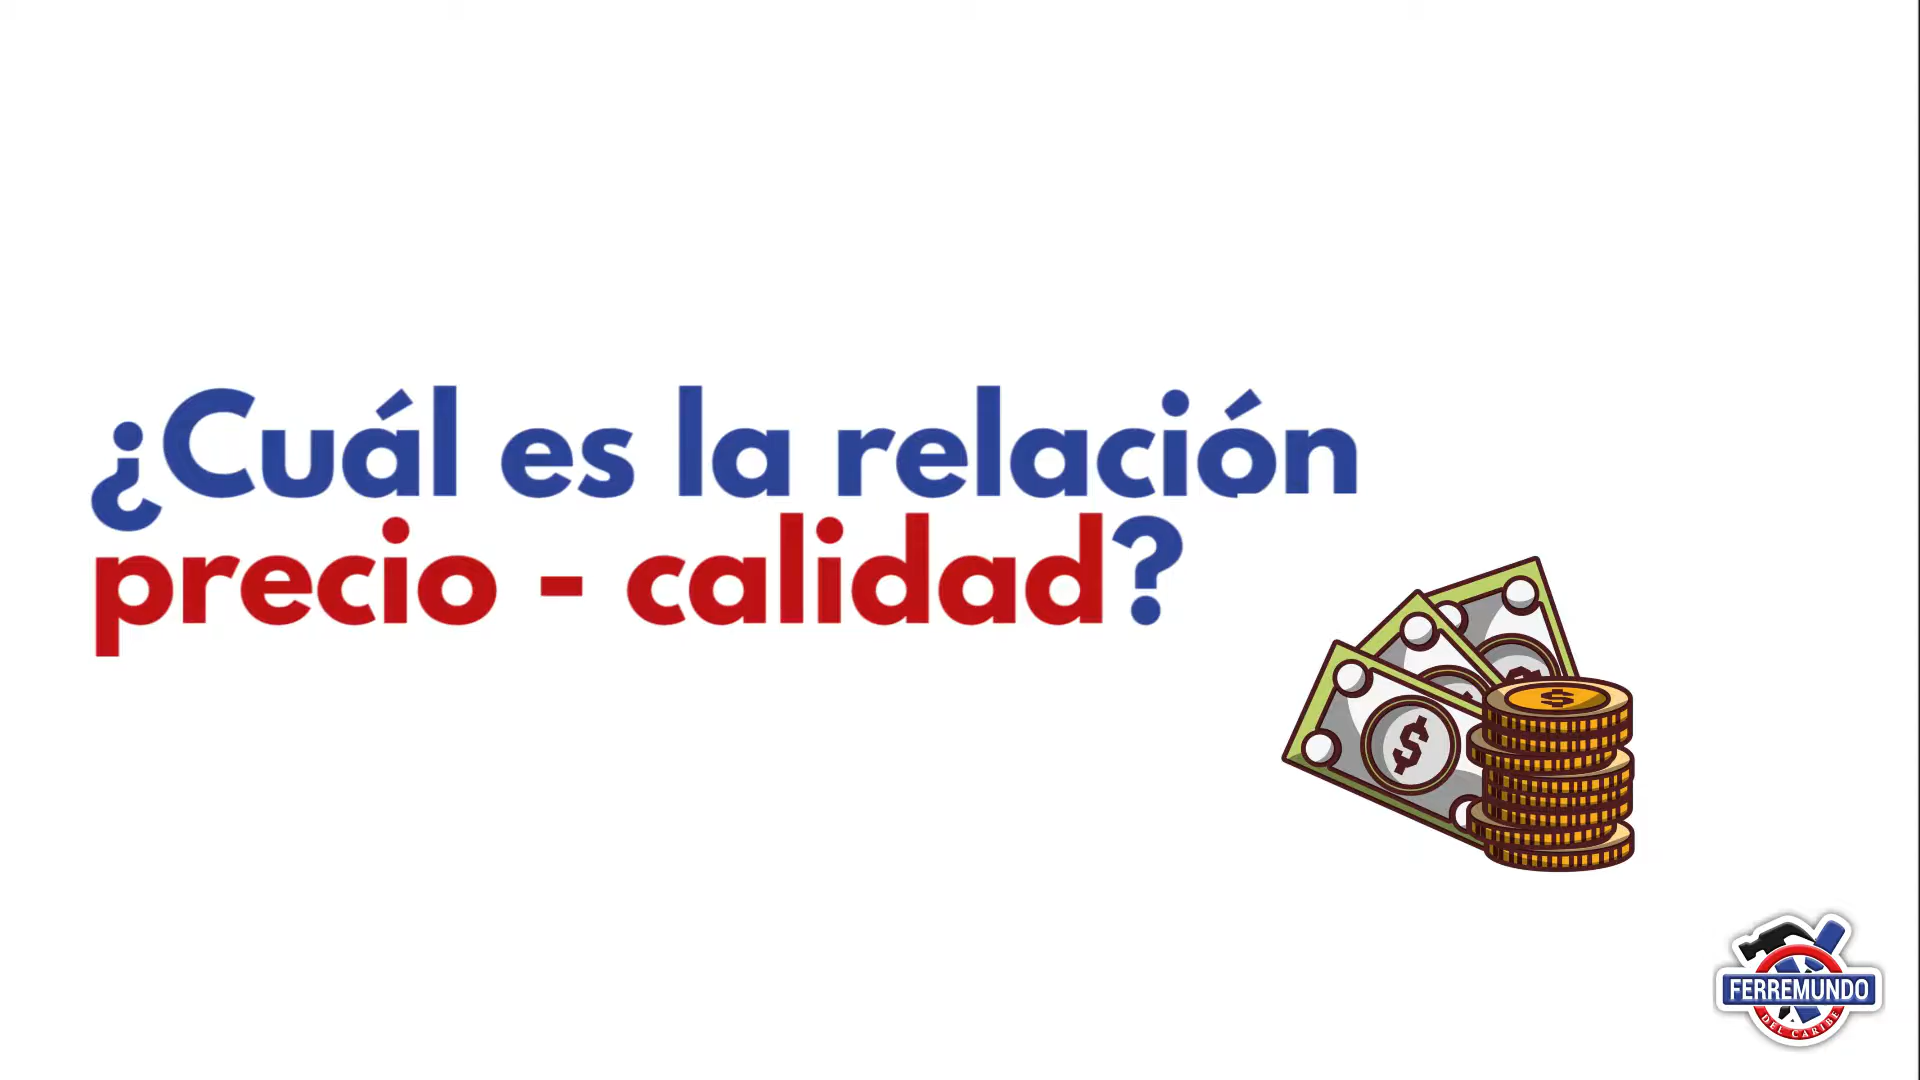 ¿Cuál es la relación
precio - calidad?
$
$
FERREMUNDO
DEL CARIBE